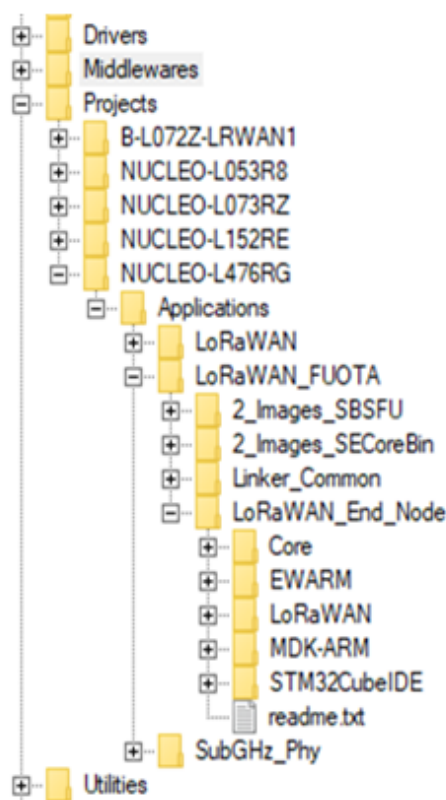 Drivers
Middlewares
Projects
B-L072Z-LRWAN1
NUCLEO-L053R8
NUCLEO-L073RZ
NUCLEO-L152RE
NUCLEO-L476RG
Applications
LoRaWAN
LoRaWAN_FUOTA
2_Images_SBSFU
2_Images_SECoreBin
Linker_Common
LoRaWAN_End_Node
Core
EWARM
LoRaWAN
MDK-ARM
STM32CubeIDE
readme.txt
SubGHz_Phy
Utilities